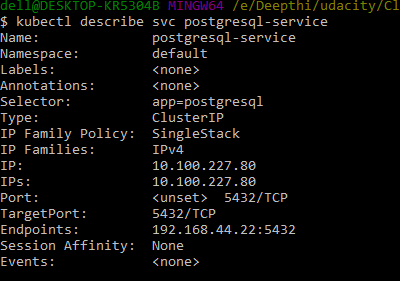 dell@DESKTOP-KR5304B MINGW64 /e/Deepthi/udacity/Cl
$ kubectl describe svc postgresql-service
Name:              postgresql-service
Namespace:         default
Labels:            <none>
Annotations:       <none>
Selector:          app=postgresql
Type:              ClusterIP
IP Family Policy:  SingleStack
IP Families:       IPv4
IP:                10.100.227.80
IPs:               10.100.227.80
Port:              <unset>  5432/TCP
TargetPort:        5432/TCP
Endpoints:         192.168.44.22:5432
Session Affinity:  None
Events:            <none>